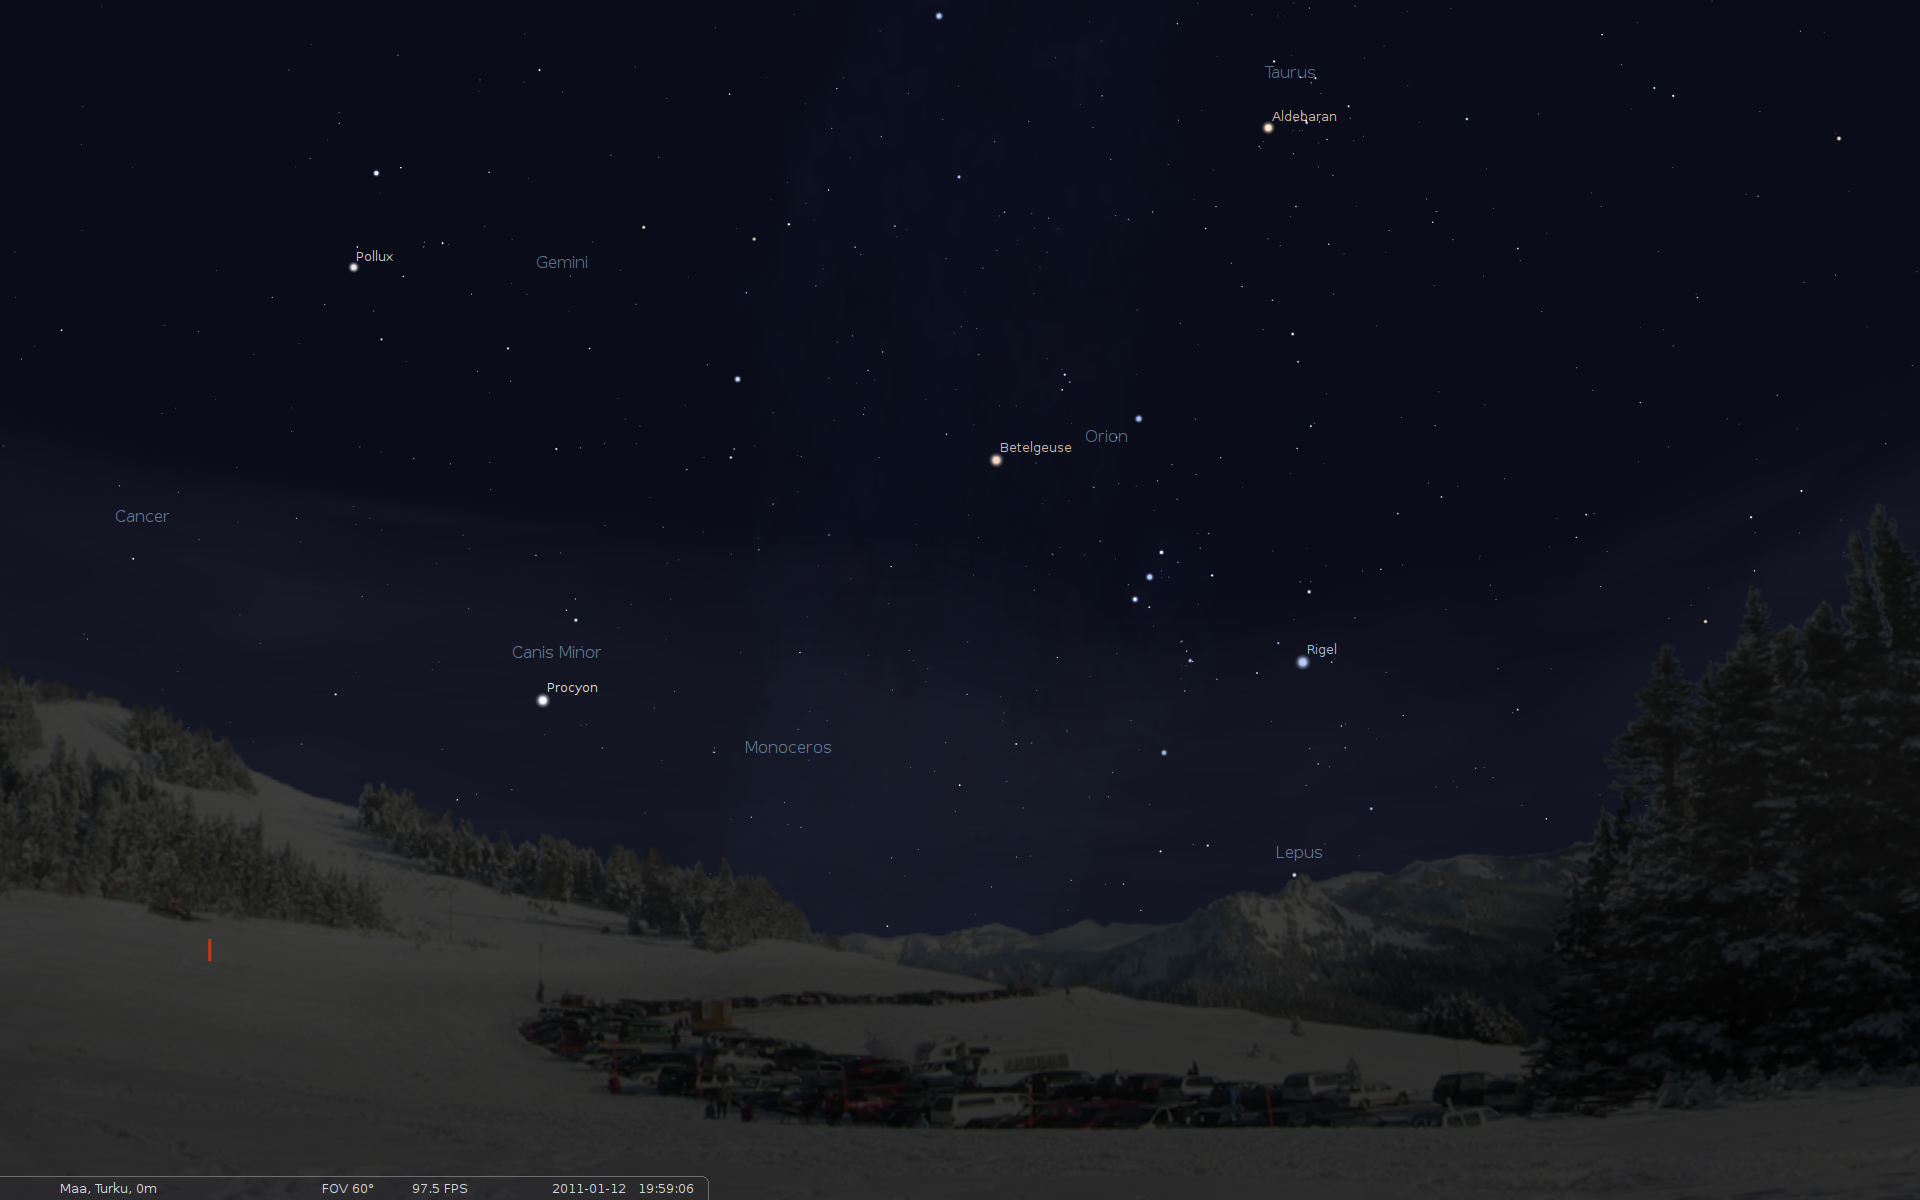 Taurus
Aldebaran
Pollux
Gemini
Orion
Betelgeuse
Cancer
Canis Minor
Rigel
Procyon
Monoceros
Lepus
Maa, Turku, 0m FOV 60° 97.5 FPS 2011-01-12 19:59:06